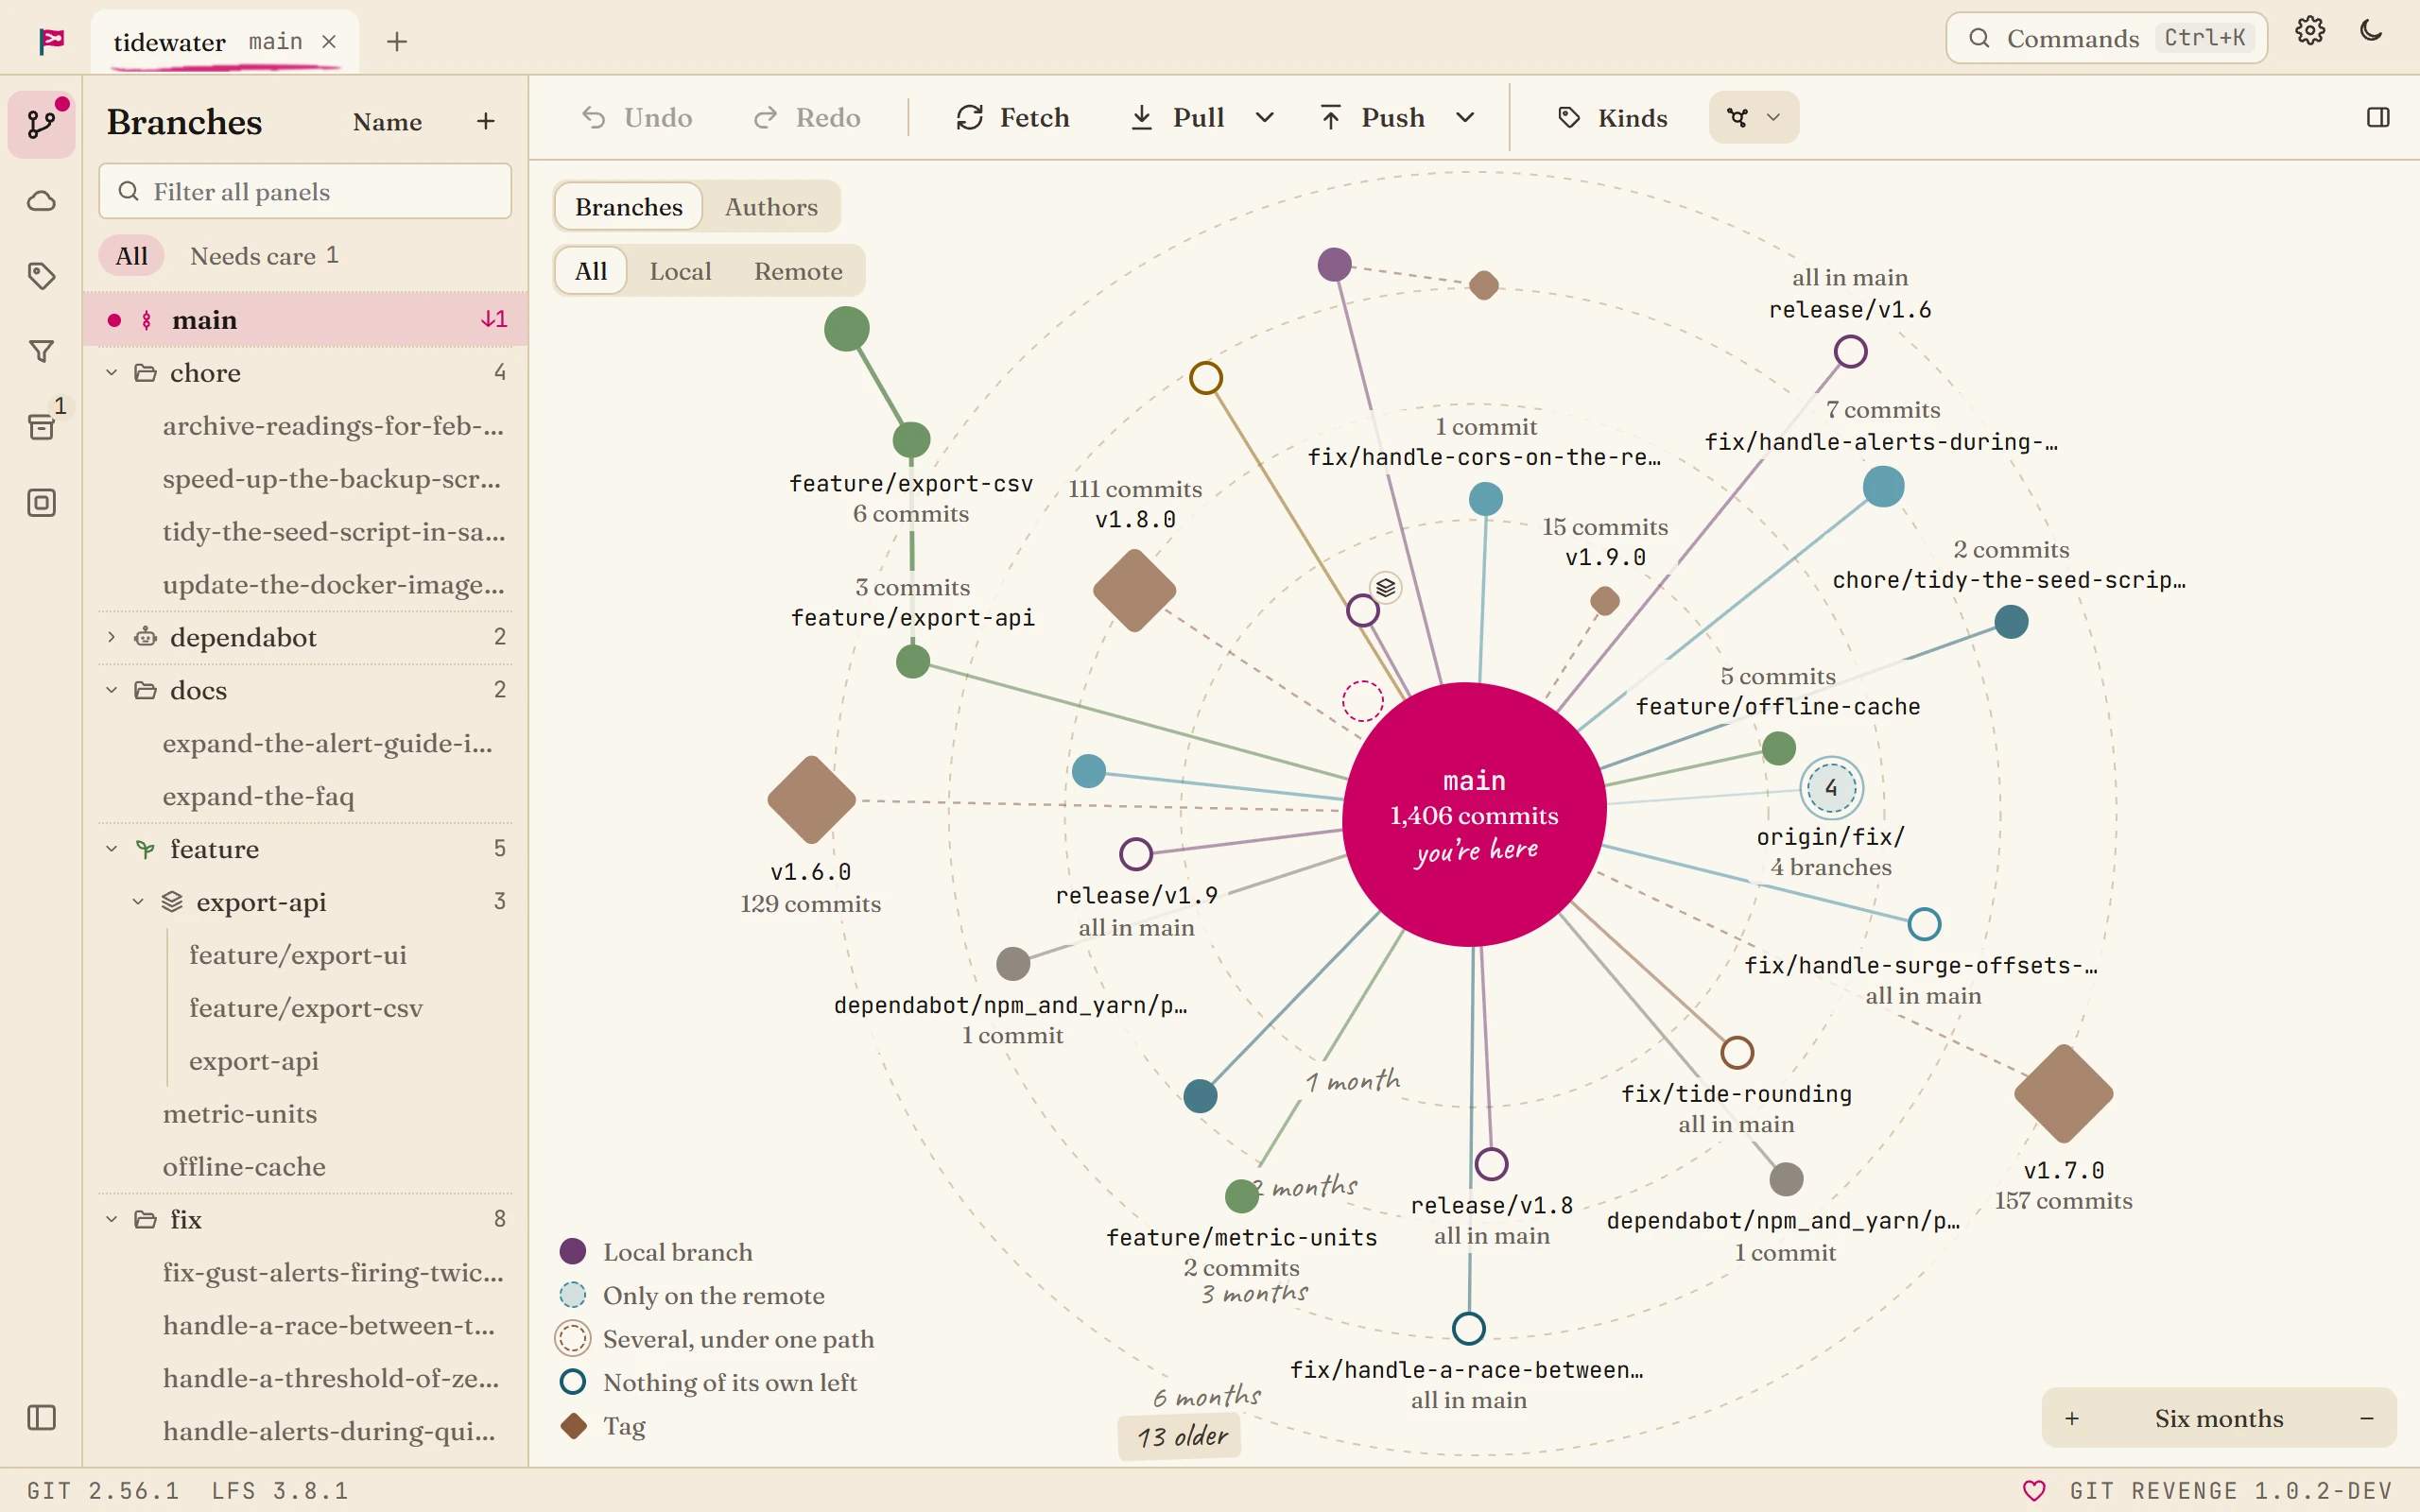 tidewater main
Commands Ctrl+K
Branches Name
Undo Redo Fetch Pull Push Kinds
Filter all panels
All Needs care 1
main 1
chore 4
archive-readings-for-feb-…
speed-up-the-backup-scr…
tidy-the-seed-script-in-sa…
update-the-docker-image…
dependabot 2
docs 2
expand-the-alert-guide-i…
expand-the-faq
feature 5
export-api 3
feature/export-ui
feature/export-csv
export-api
metric-units
offline-cache
fix 8
fix-gust-alerts-firing-twic…
handle-a-race-between-t…
handle-a-threshold-of-ze…
handle-alerts-during-qui…
1
Branches Authors
All Local Remote
all in main
release/v1.6
7 commits
fix/handle-alerts-during-…
1 commit
fix/handle-cors-on-the-re…
feature/export-csv
6 commits
111 commits
v1.8.0
15 commits
v1.9.0
2 commits
chore/tidy-the-seed-scrip…
3 commits
feature/export-api
5 commits
feature/offline-cache
main
1,406 commits
you're here
4
origin/fix/
4 branches
v1.6.0
129 commits
release/v1.9
all in main
fix/handle-surge-offsets-…
all in main
dependabot/npm_and_yarn/p…
1 commit
1 month
fix/tide-rounding
all in main
v1.7.0
157 commits
2 months
release/v1.8
all in main
dependabot/npm_and_yarn/p…
1 commit
feature/metric-units
2 commits
3 months
fix/handle-a-race-between…
all in main
6 months
13 older
Local branch
Only on the remote
Several, under one path
Nothing of its own left
Tag
+ Six months −
GIT 2.56.1 LFS 3.8.1
GIT REVENGE 1.0.2-DEV